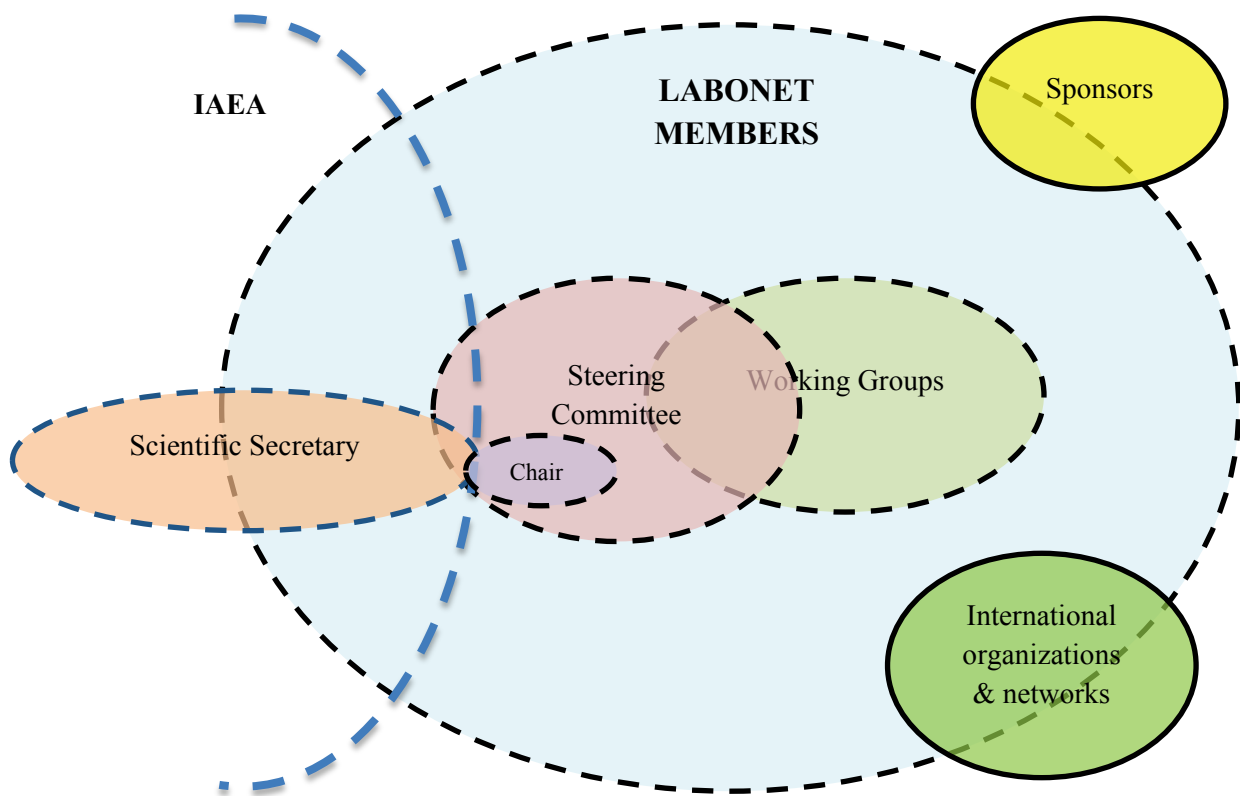 IAEA
LABONET
MEMBERS
Sponsors
Steering
Committee
Working Groups
Scientific Secretary
Chair
International
organizations
& networks